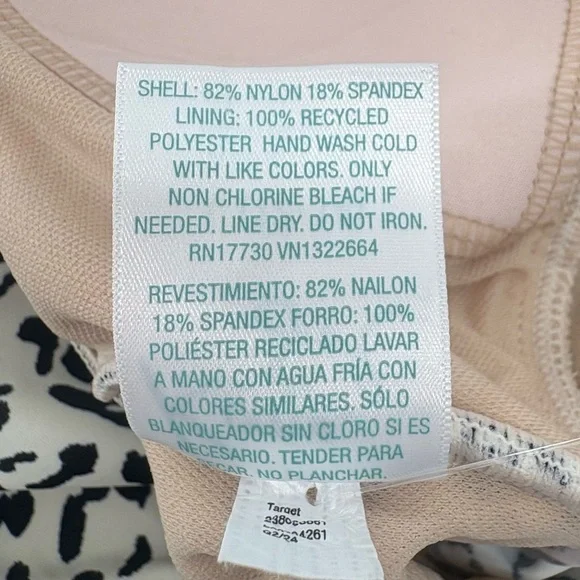 SHELL: 82% NYLON 18% SPANDEX
LINING: 100% RECYCLED
POLYESTER HAND WASH COLD
WITH LIKE COLORS. ONLY
NON CHLORINE BLEACH IF
NEEDED. LINE DRY. DO NOT IRON.
RN17730 VN1322664
REVESTIMIENTO: 82% NAILON
18% SPANDEX FORRO: 100%
POLIÉSTER RECICLADO LAVAR
A MANO CON AGUA FRÍA CON
COLORES SIMILARES. SÓLO
BLANQUEADOR SIN CLORO SI ES
NECESARIO. TENDER PARA
NO PLANCHAR.
Target